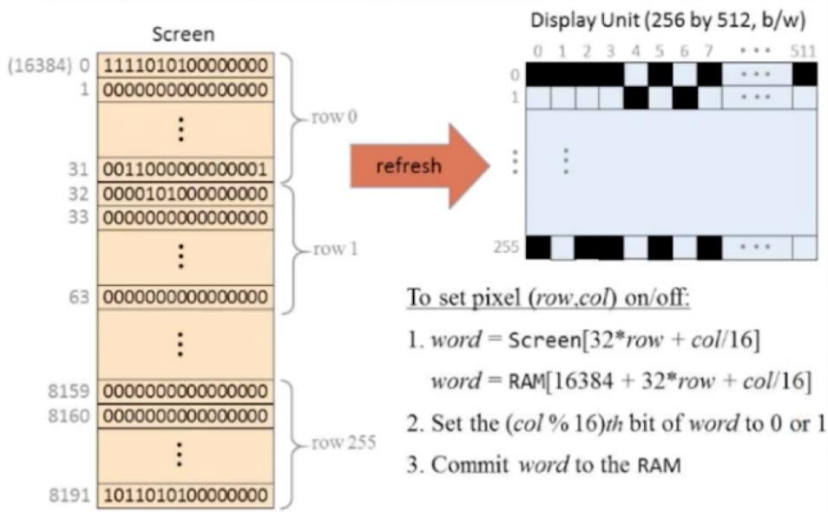 Screen
(16384) 0 1111010100000000
1 0000000000000000
⋮
31 0011000000000001
row 0
32 0000101000000000
33 0000000000000000
⋮
63 0000000000000000
row 1
⋮
8159 0000000000000000
8160 0000000000000000
⋮
8191 1011010100000000
row 255
refresh
Display Unit (256 by 512, b/w)
0 1 2 3 4 5 6 7 ••• 511
0 •••
1 •••
⋮ ⋮
255 •••
To set pixel (row,col) on/off:
1. word = Screen[32*row + col/16]
word = RAM[16384 + 32*row + col/16]
2. Set the (col % 16)th bit of word to 0 or 1
3. Commit word to the RAM